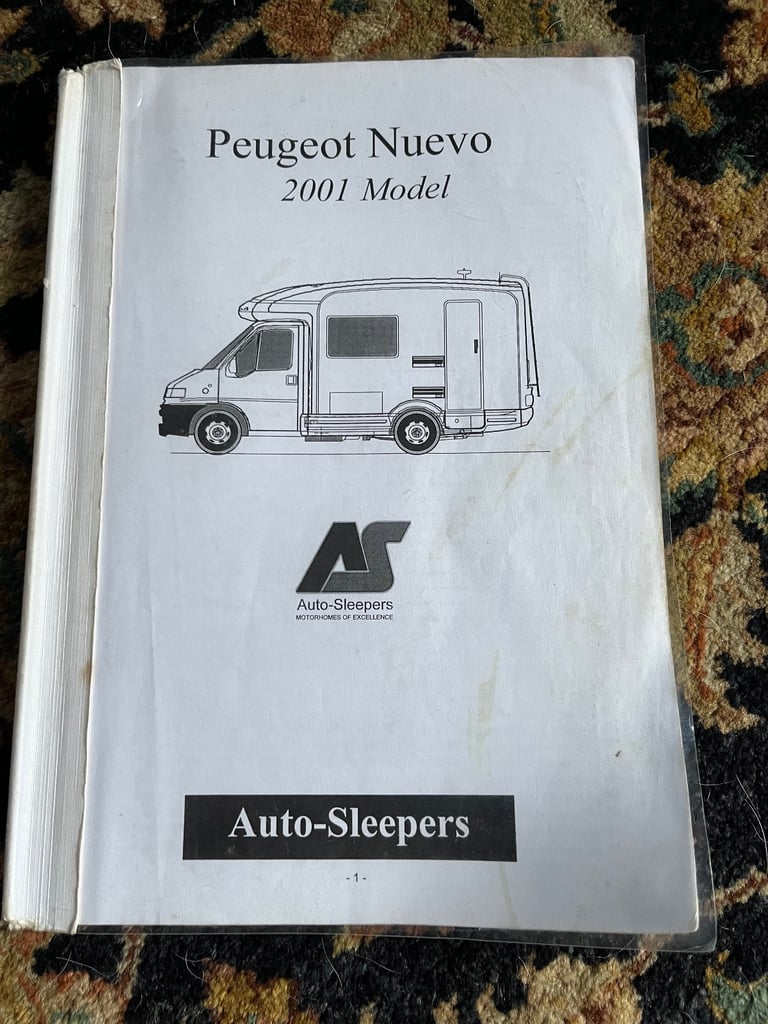 Peugeot Nuevo
2001 Model
AS
Auto-Sleepers
MOTORHOMES OF EXCELLENCE
Auto-Sleepers
- 1 -